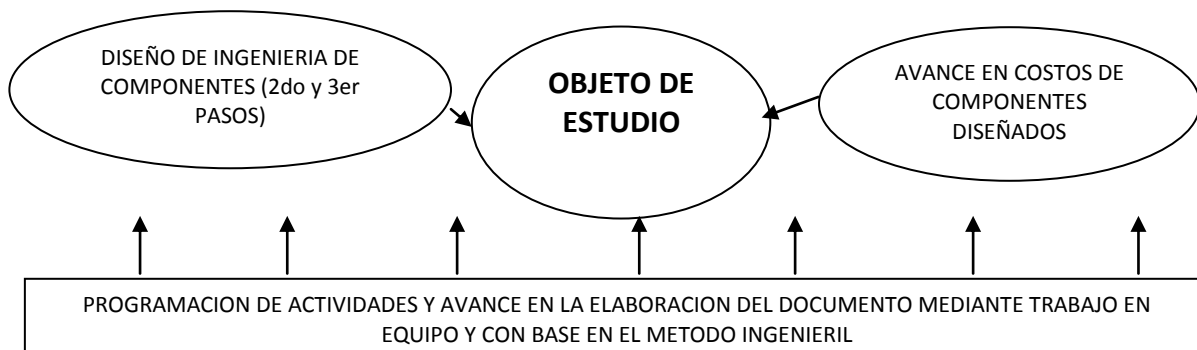 DISEÑO DE INGENIERIA DE
COMPONENTES (2do y 3er
PASOS)
OBJETO DE
ESTUDIO
AVANCE EN COSTOS DE
COMPONENTES
DISEÑADOS
PROGRAMACION DE ACTIVIDADES Y AVANCE EN LA ELABORACION DEL DOCUMENTO MEDIANTE TRABAJO EN
EQUIPO Y CON BASE EN EL METODO INGENIERIL